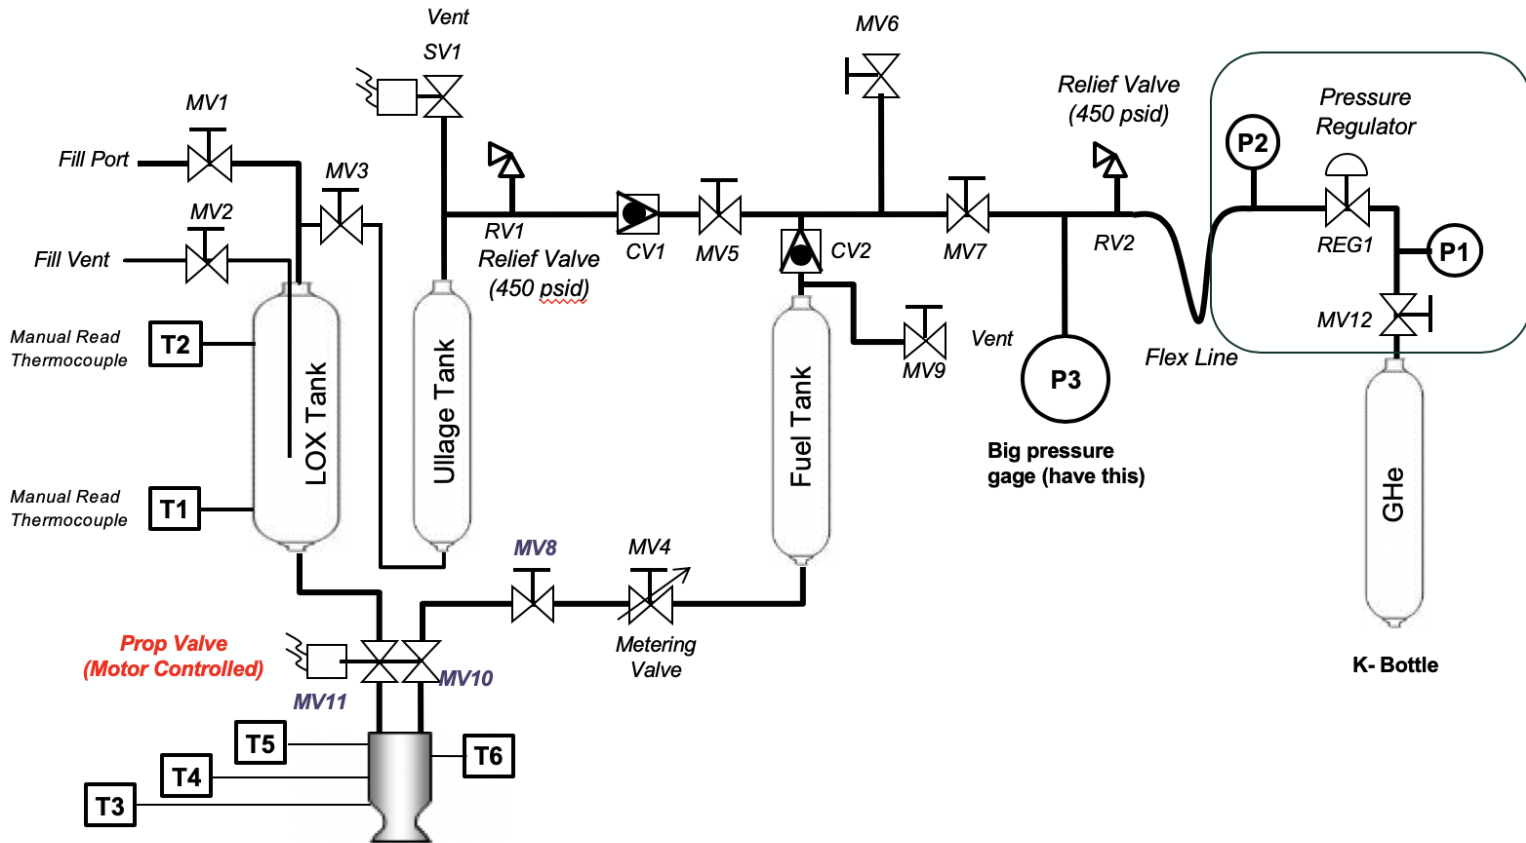 Vent
SV1
MV6
MV1
Relief Valve
(450 psid)
Pressure
Regulator
P2
Fill Port
MV3
MV2
RV1
Relief Valve
(450 psid)
CV1
MV5
CV2
MV7
RV2
REG1
P1
Fill Vent
MV12
Manual Read
Thermocouple
T2
LOX Tank
Ullage Tank
Fuel Tank
MV9
Vent
P3
Flex Line
Big pressure
gage (have this)
GHe
Manual Read
Thermocouple
T1
MV8
MV4
Metering
Valve
Prop Valve
(Motor Controlled)
MV11
MV10
K- Bottle
T5
T6
T4
T3